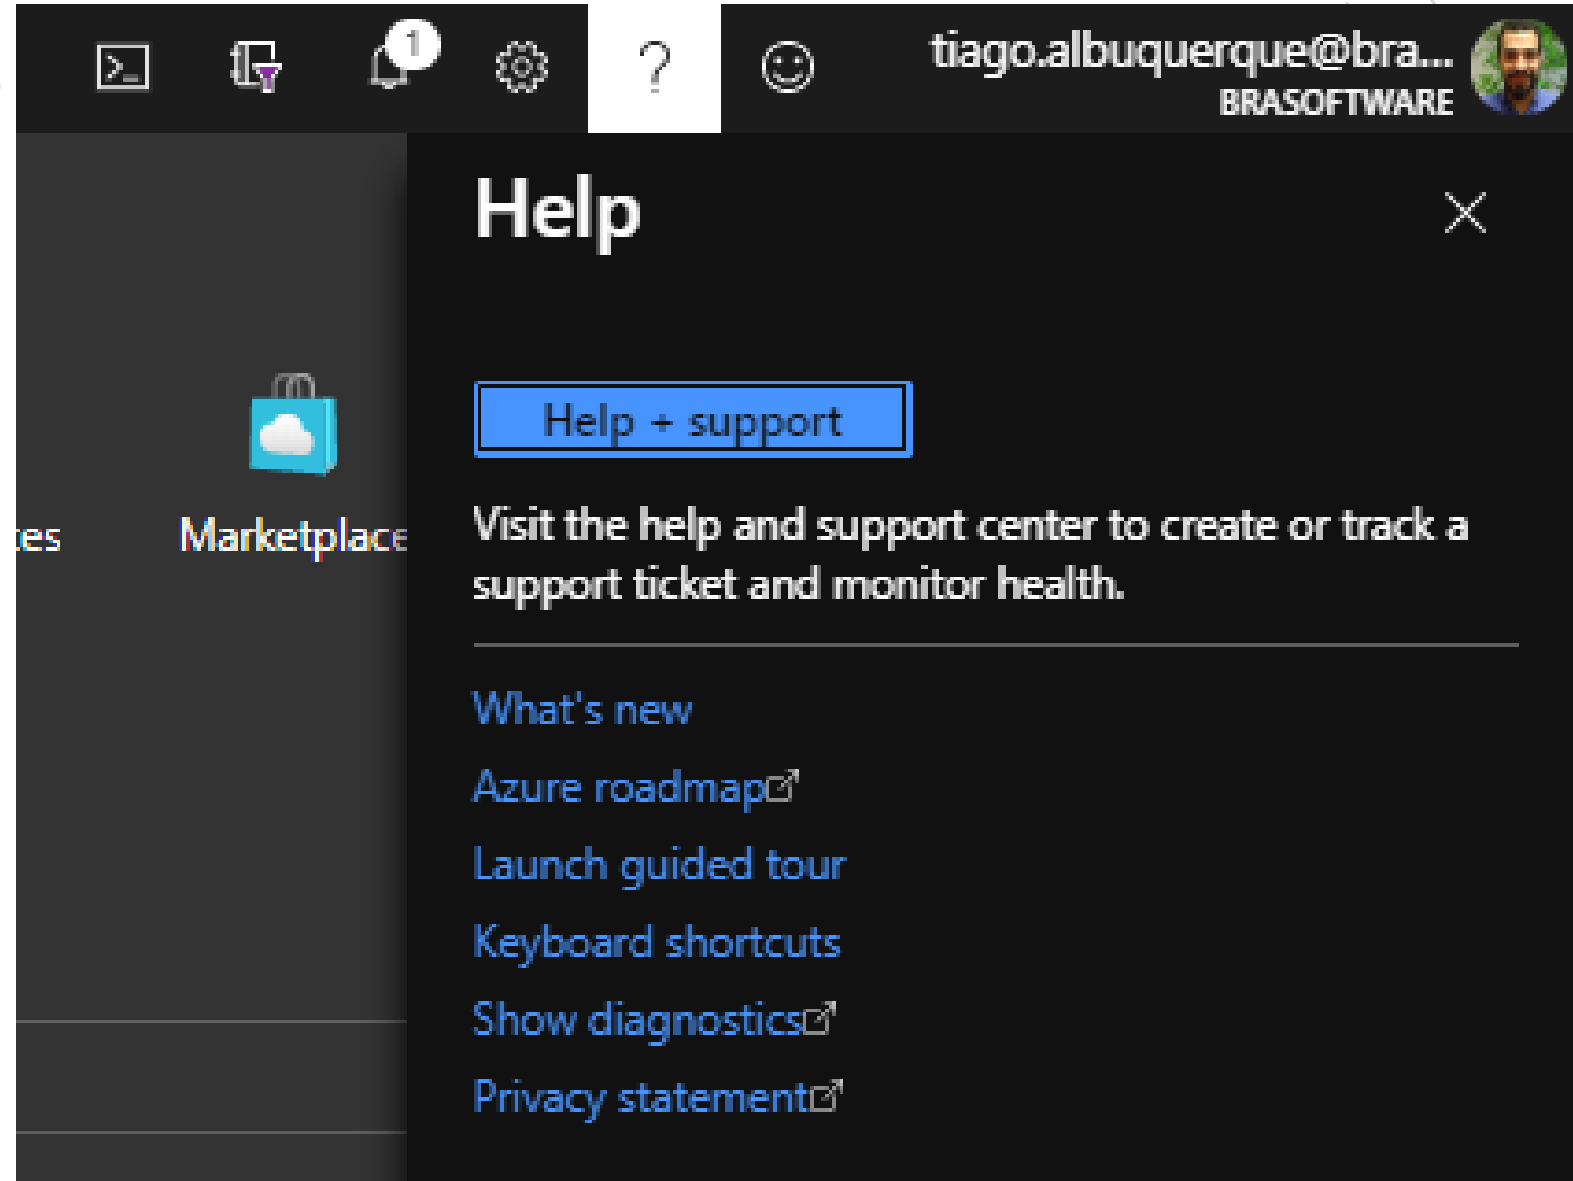 1
?
tiago.albuquerque@bra...
BRASOFTWARE
Help
Help + support
Visit the help and support center to create or track a
support ticket and monitor health.
What's new
Azure roadmap
Launch guided tour
Keyboard shortcuts
Show diagnostics
Privacy statement
es
Marketplace